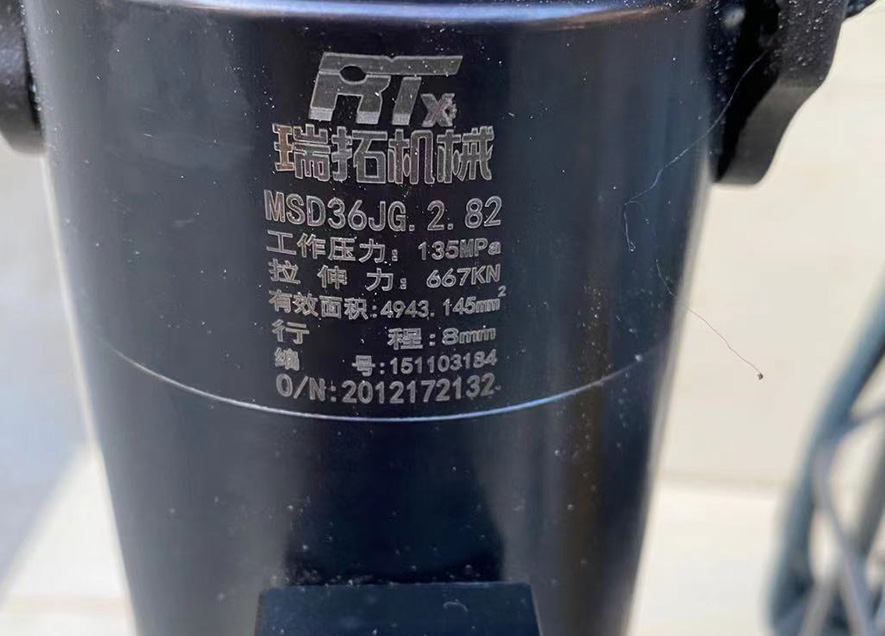 RTX
瑞拓机械
MSD36JG.2.82
工作压力：135MPa
拉伸力：667KN
有效面积:4943.145mm²
行程:8mm
编号:151103184
O/N:2012172132